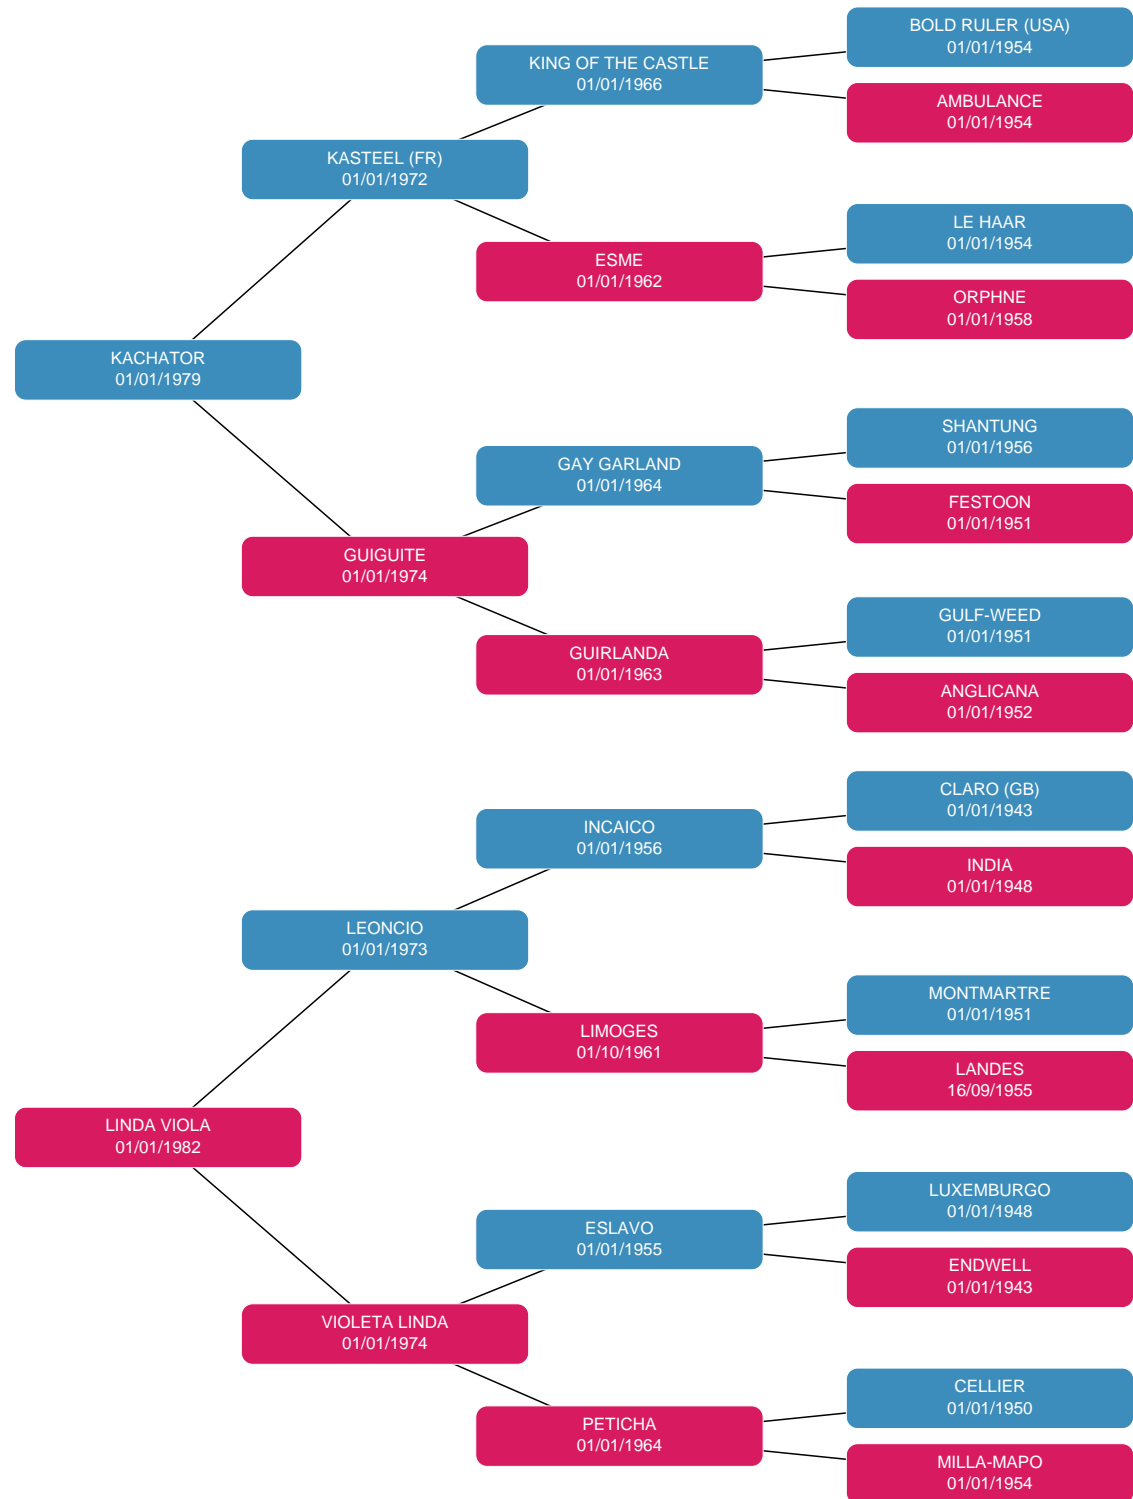 BOLD RULER (USA)
01/01/1954
KING OF THE CASTLE
01/01/1966
AMBULANCE
01/01/1954
KASTEEL (FR)
01/01/1972
LE HAAR
01/01/1954
ESME
01/01/1962
ORPHNE
01/01/1958
KACHATOR
01/01/1979
SHANTUNG
01/01/1956
GAY GARLAND
01/01/1964
FESTOON
01/01/1951
GUIGUITE
01/01/1974
GULF-WEED
01/01/1951
GUIRLANDA
01/01/1963
ANGLICANA
01/01/1952
CLARO (GB)
01/01/1943
INCAICO
01/01/1956
INDIA
01/01/1948
LEONCIO
01/01/1973
MONTMARTRE
01/01/1951
LIMOGES
01/10/1961
LANDES
16/09/1955
LINDA VIOLA
01/01/1982
LUXEMBURGO
01/01/1948
ESLAVO
01/01/1955
ENDWELL
01/01/1943
VIOLETA LINDA
01/01/1974
CELLIER
01/01/1950
PETICHA
01/01/1964
MILLA-MAPO
01/01/1954